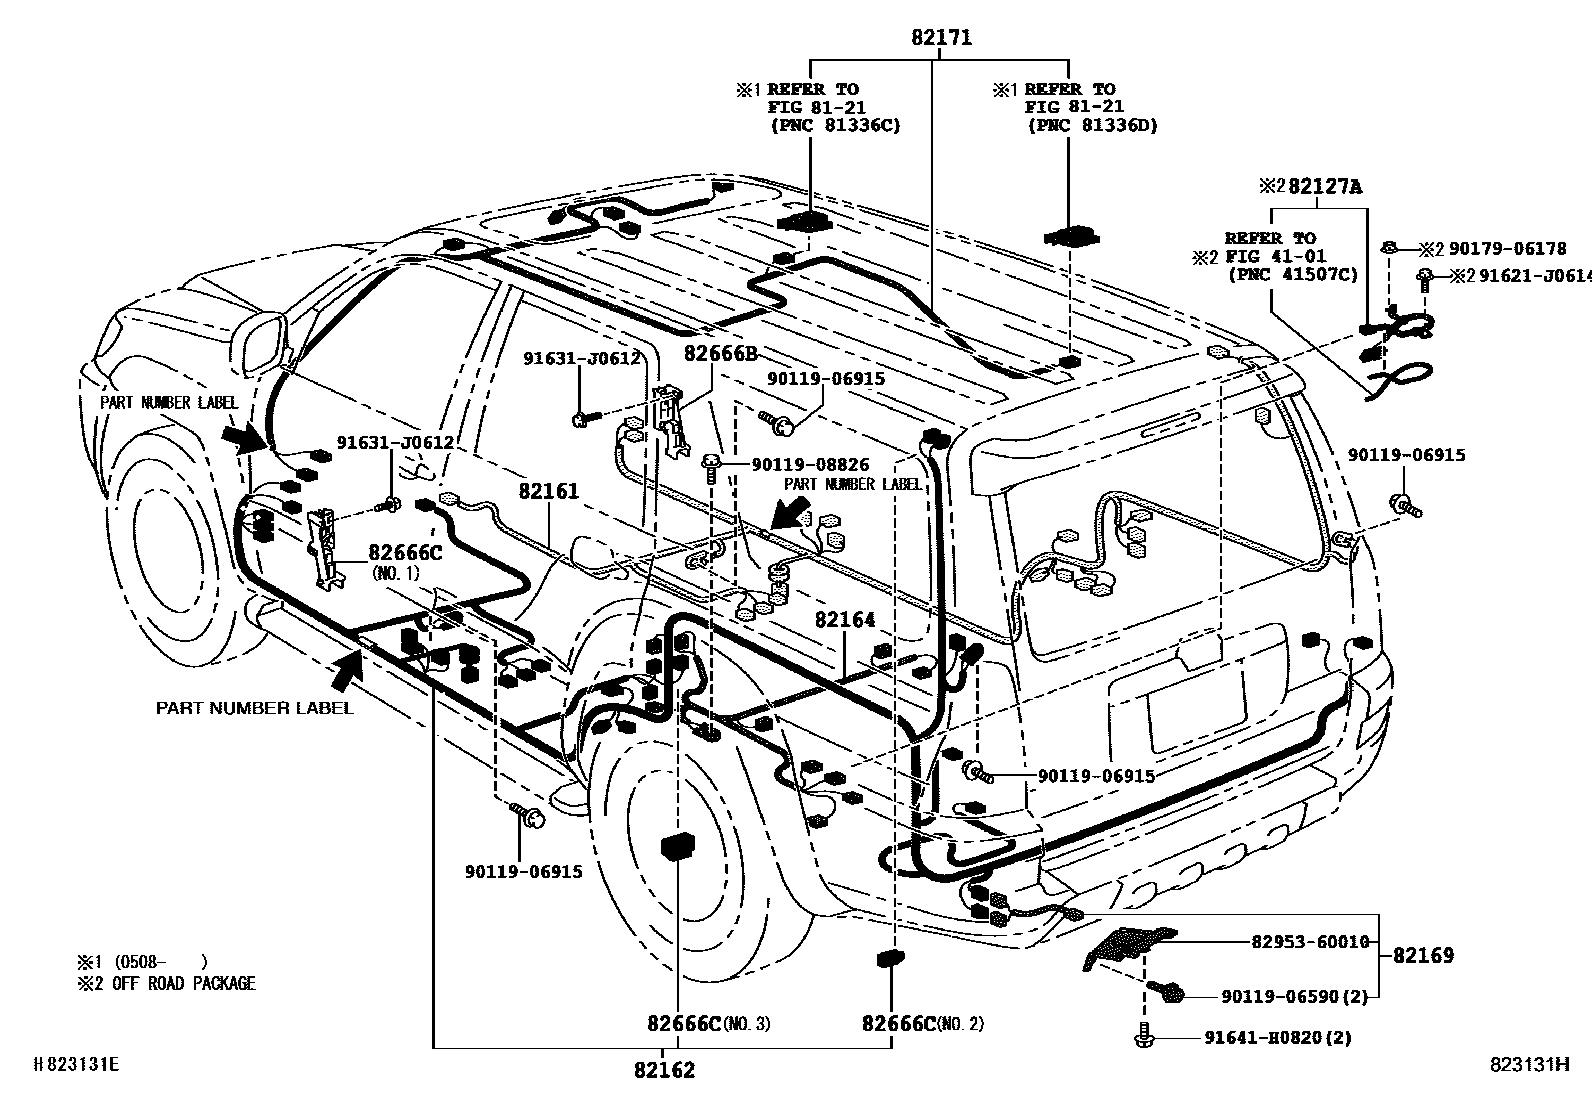 82171
※1 REFER TO
FIG 81-21
(PNC 81336C)
※1 REFER TO
FIG 81-21
(PNC 81336D)
※2 82127A
REFER TO
※2 FIG 41-01
(PNC 41507C)
※2 90179-06178
※2 91621-J0614
91631-J0612
82666B
90119-06915
PART NUMBER LABEL
91631-J0612
90119-08826
PART NUMBER LABEL
90119-06915
82161
82666C
(NO.1)
82164
PART NUMBER LABEL
90119-06915
90119-06915
82953-60010
82169
90119-06590(2)
91641-H0820(2)
※1 (0508-    )
※2 OFF ROAD PACKAGE
82666C(NO.3)
82666C(NO.2)
82162
H823131E
823131H